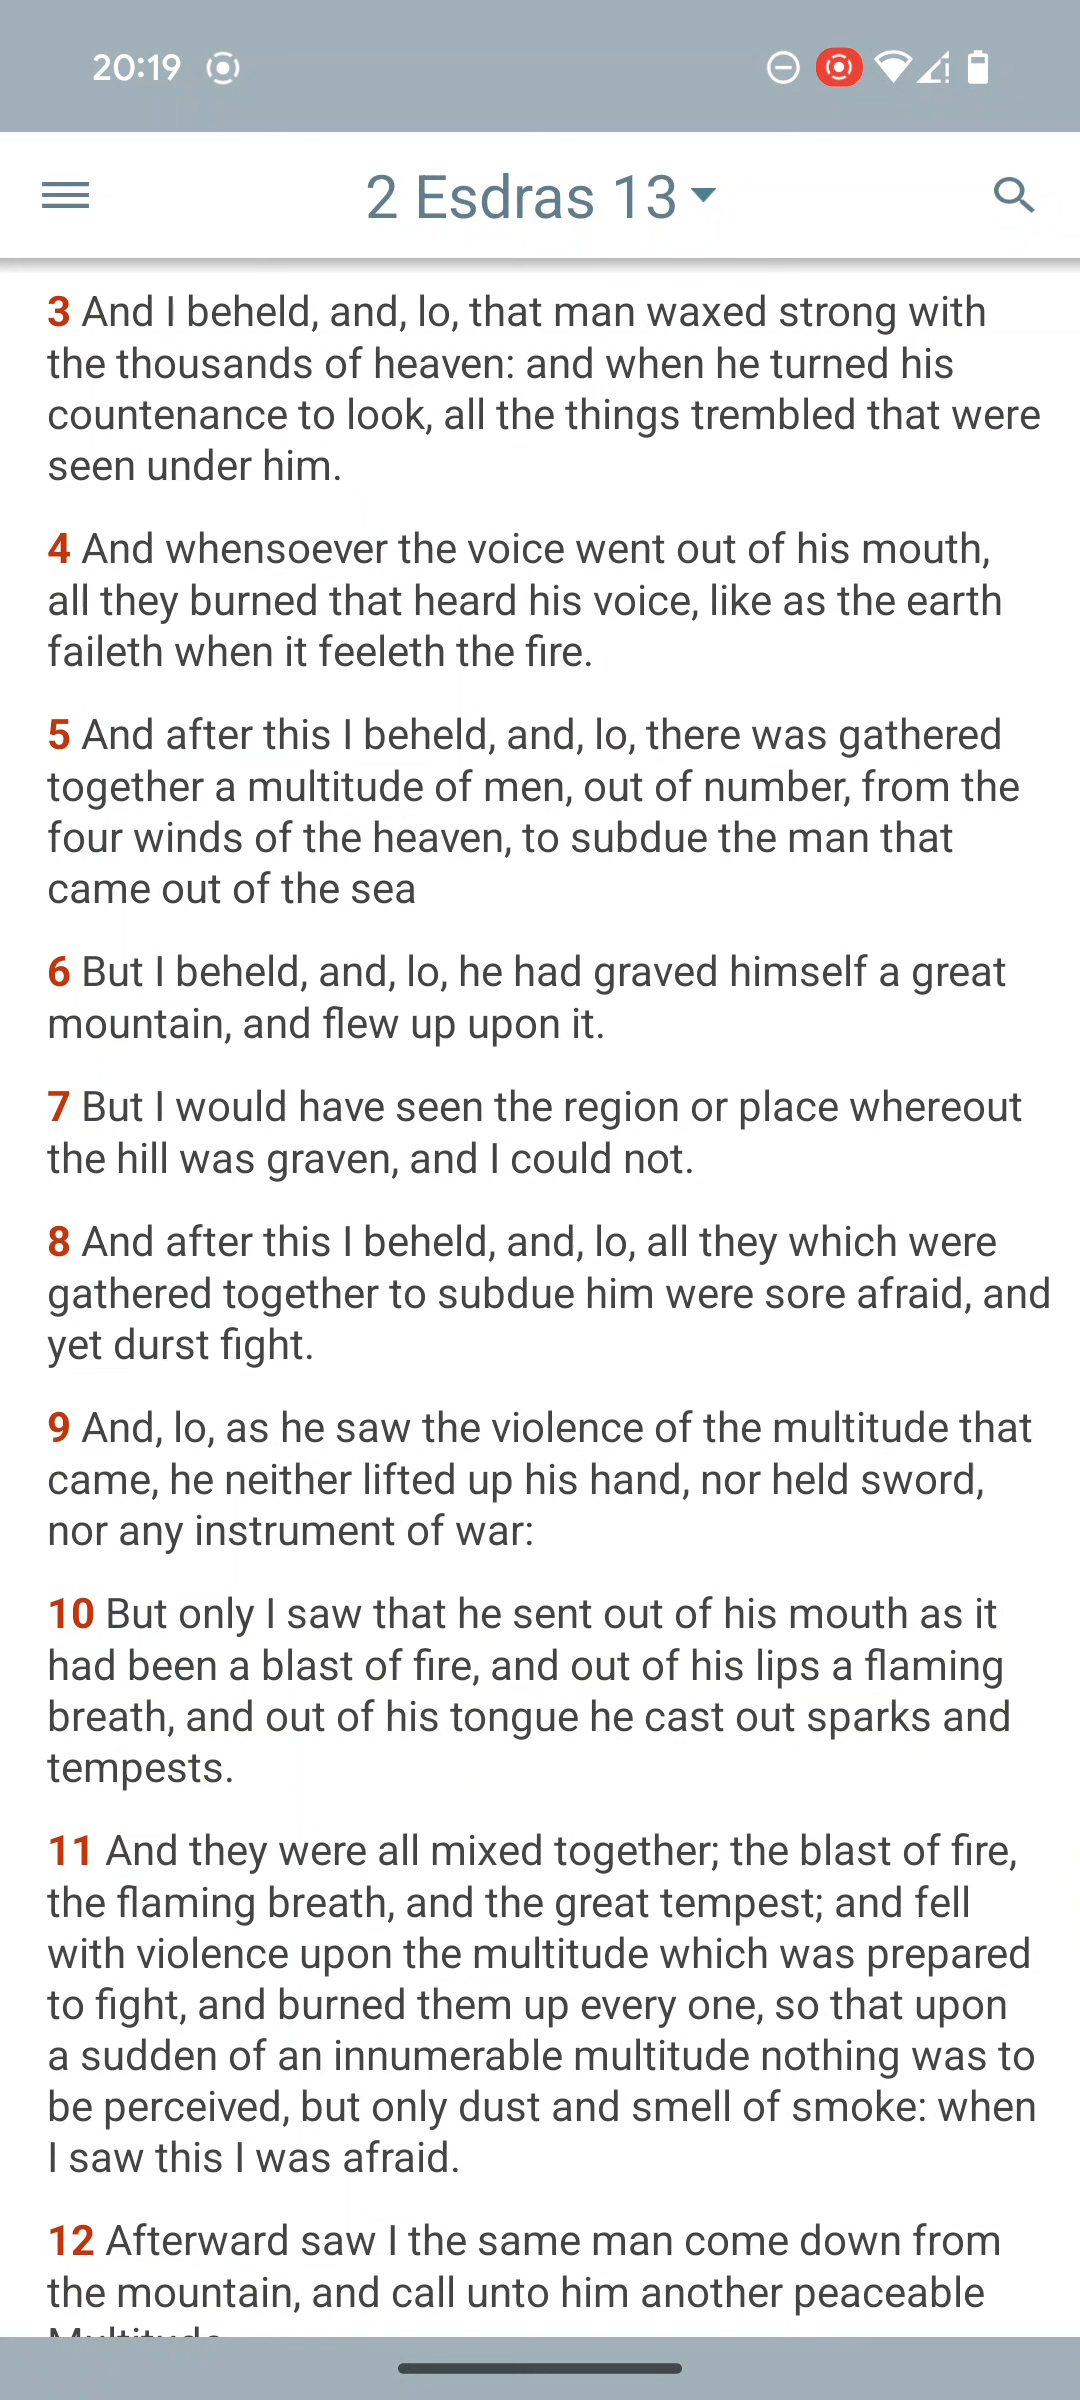 20:19
2 Esdras 13
3 And I beheld, and, lo, that man waxed strong with
the thousands of heaven: and when he turned his
countenance to look, all the things trembled that were
seen under him.
4 And whensoever the voice went out of his mouth,
all they burned that heard his voice, like as the earth
faileth when it feeleth the fire.
5 And after this I beheld, and, lo, there was gathered
together a multitude of men, out of number, from the
four winds of the heaven, to subdue the man that
came out of the sea
6 But I beheld, and, lo, he had graved himself a great
mountain, and flew up upon it.
7 But I would have seen the region or place whereout
the hill was graven, and I could not.
8 And after this I beheld, and, lo, all they which were
gathered together to subdue him were sore afraid, and
yet durst fight.
9 And, lo, as he saw the violence of the multitude that
came, he neither lifted up his hand, nor held sword,
nor any instrument of war:
10 But only I saw that he sent out of his mouth as it
had been a blast of fire, and out of his lips a flaming
breath, and out of his tongue he cast out sparks and
tempests.
11 And they were all mixed together; the blast of fire,
the flaming breath, and the great tempest; and fell
with violence upon the multitude which was prepared
to fight, and burned them up every one, so that upon
a sudden of an innumerable multitude nothing was to
be perceived, but only dust and smell of smoke: when
I saw this I was afraid.
12 Afterward saw I the same man come down from
the mountain, and call unto him another peaceable
Multitude